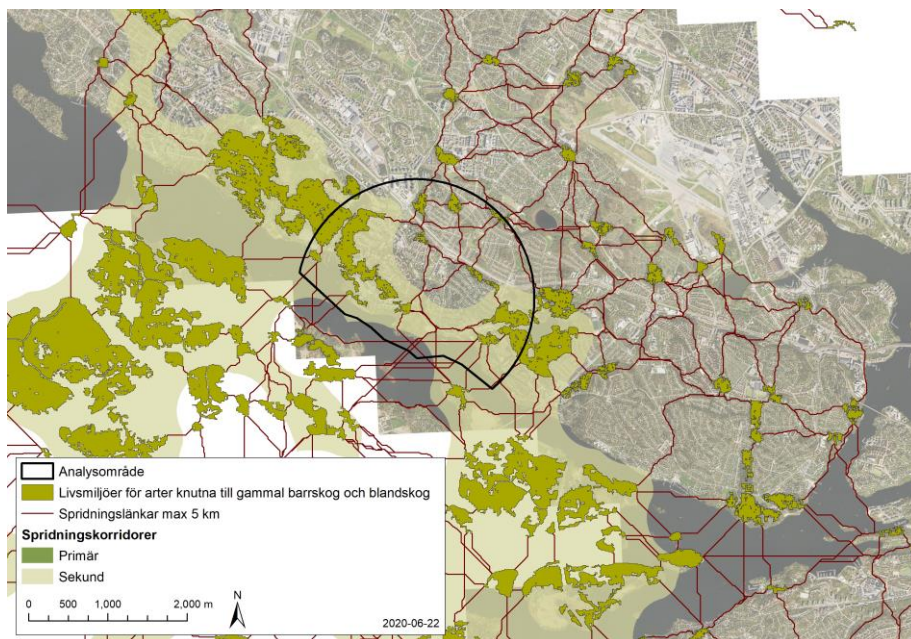 Analysområde
Livsmiljöer för arter knutna till gammal barrskog och blandskog
Spridningslänkar max 5 km
Spridningskorridorer
Primär
Sekund
0 500 1,000 2,000 m
N
2020-06-22